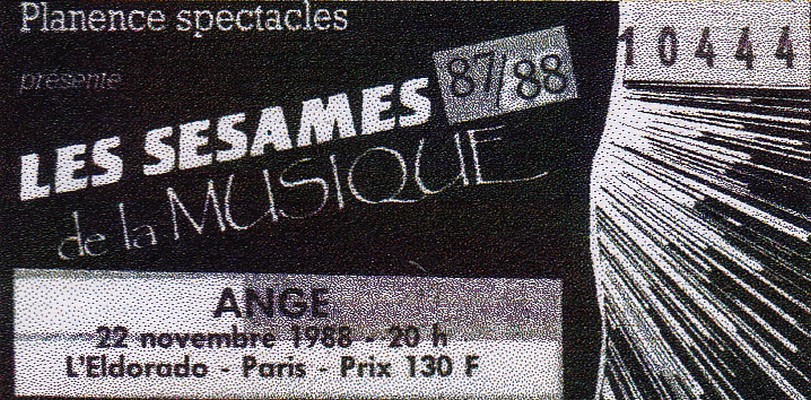 Planence spectacles
présente
LES SESAMES 87/88
de la MUSIQUE
10444
ANGE
22 novembre 1988 - 20 h
L'Eldorado - Paris - Prix 130 F